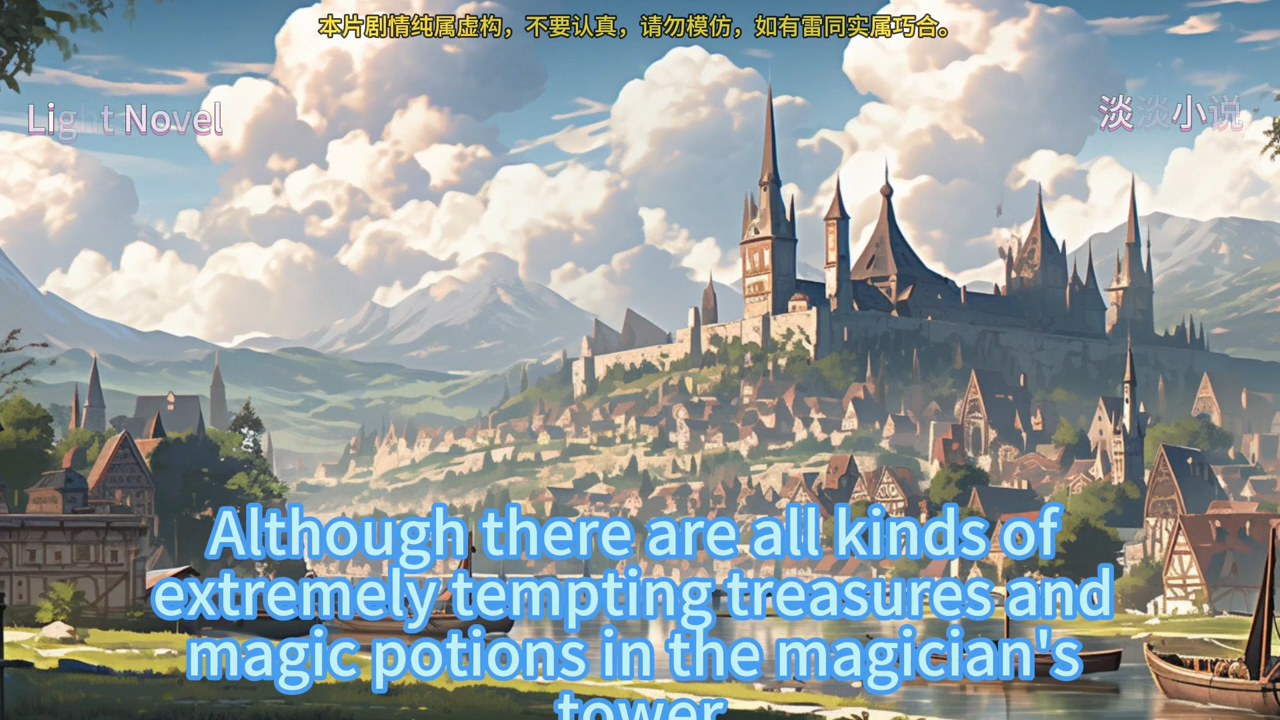 本片剧情纯属虚构，不要认真，请勿模仿，如有雷同实属巧合。
Light Novel
淡淡小说
Although there are all kinds of
extremely tempting treasures and
magic potions in the magician's
tower